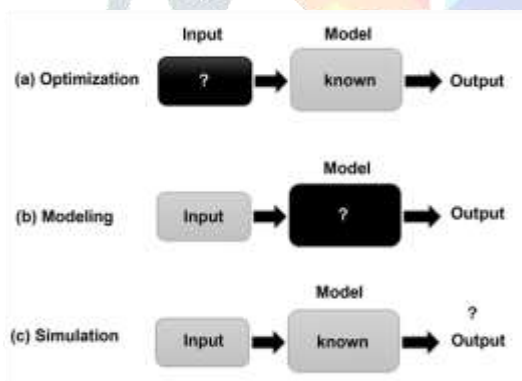 Input Model
(a) Optimization ? known Output
Model
(b) Modeling Input ? Output
Model
?
(c) Simulation Input known Output